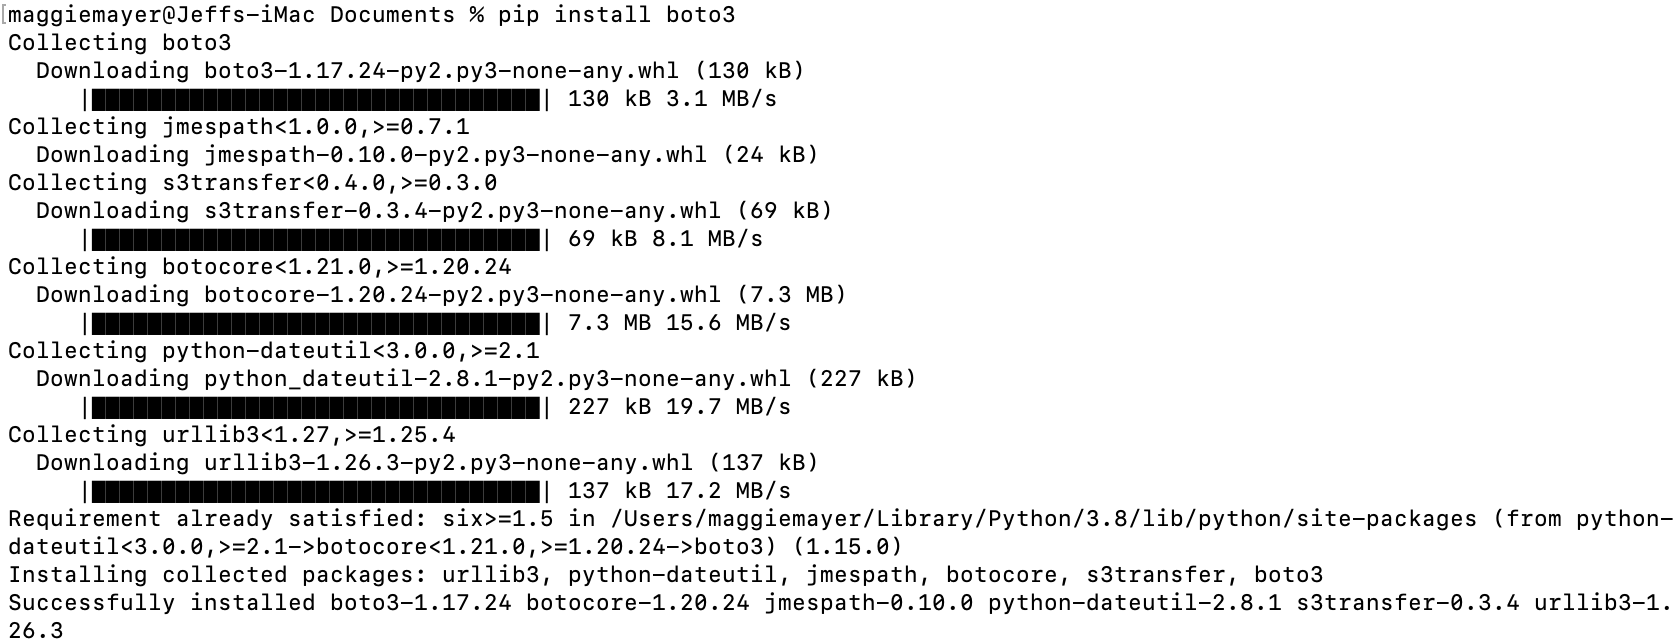 [maggiemayer@Jeffs-iMac Documents % pip install boto3
Collecting boto3
  Downloading boto3-1.17.24-py2.py3-none-any.whl (130 kB)
     |████████████████████████████████| 130 kB 3.1 MB/s
Collecting jmespath<1.0.0,>=0.7.1
  Downloading jmespath-0.10.0-py2.py3-none-any.whl (24 kB)
Collecting s3transfer<0.4.0,>=0.3.0
  Downloading s3transfer-0.3.4-py2.py3-none-any.whl (69 kB)
     |████████████████████████████████| 69 kB 8.1 MB/s
Collecting botocore<1.21.0,>=1.20.24
  Downloading botocore-1.20.24-py2.py3-none-any.whl (7.3 MB)
     |████████████████████████████████| 7.3 MB 15.6 MB/s
Collecting python-dateutil<3.0.0,>=2.1
  Downloading python_dateutil-2.8.1-py2.py3-none-any.whl (227 kB)
     |████████████████████████████████| 227 kB 19.7 MB/s
Collecting urllib3<1.27,>=1.25.4
  Downloading urllib3-1.26.3-py2.py3-none-any.whl (137 kB)
     |████████████████████████████████| 137 kB 17.2 MB/s
Requirement already satisfied: six>=1.5 in /Users/maggiemayer/Library/Python/3.8/lib/python/site-packages (from python-
dateutil<3.0.0,>=2.1->botocore<1.21.0,>=1.20.24->boto3) (1.15.0)
Installing collected packages: urllib3, python-dateutil, jmespath, botocore, s3transfer, boto3
Successfully installed boto3-1.17.24 botocore-1.20.24 jmespath-0.10.0 python-dateutil-2.8.1 s3transfer-0.3.4 urllib3-1.
26.3